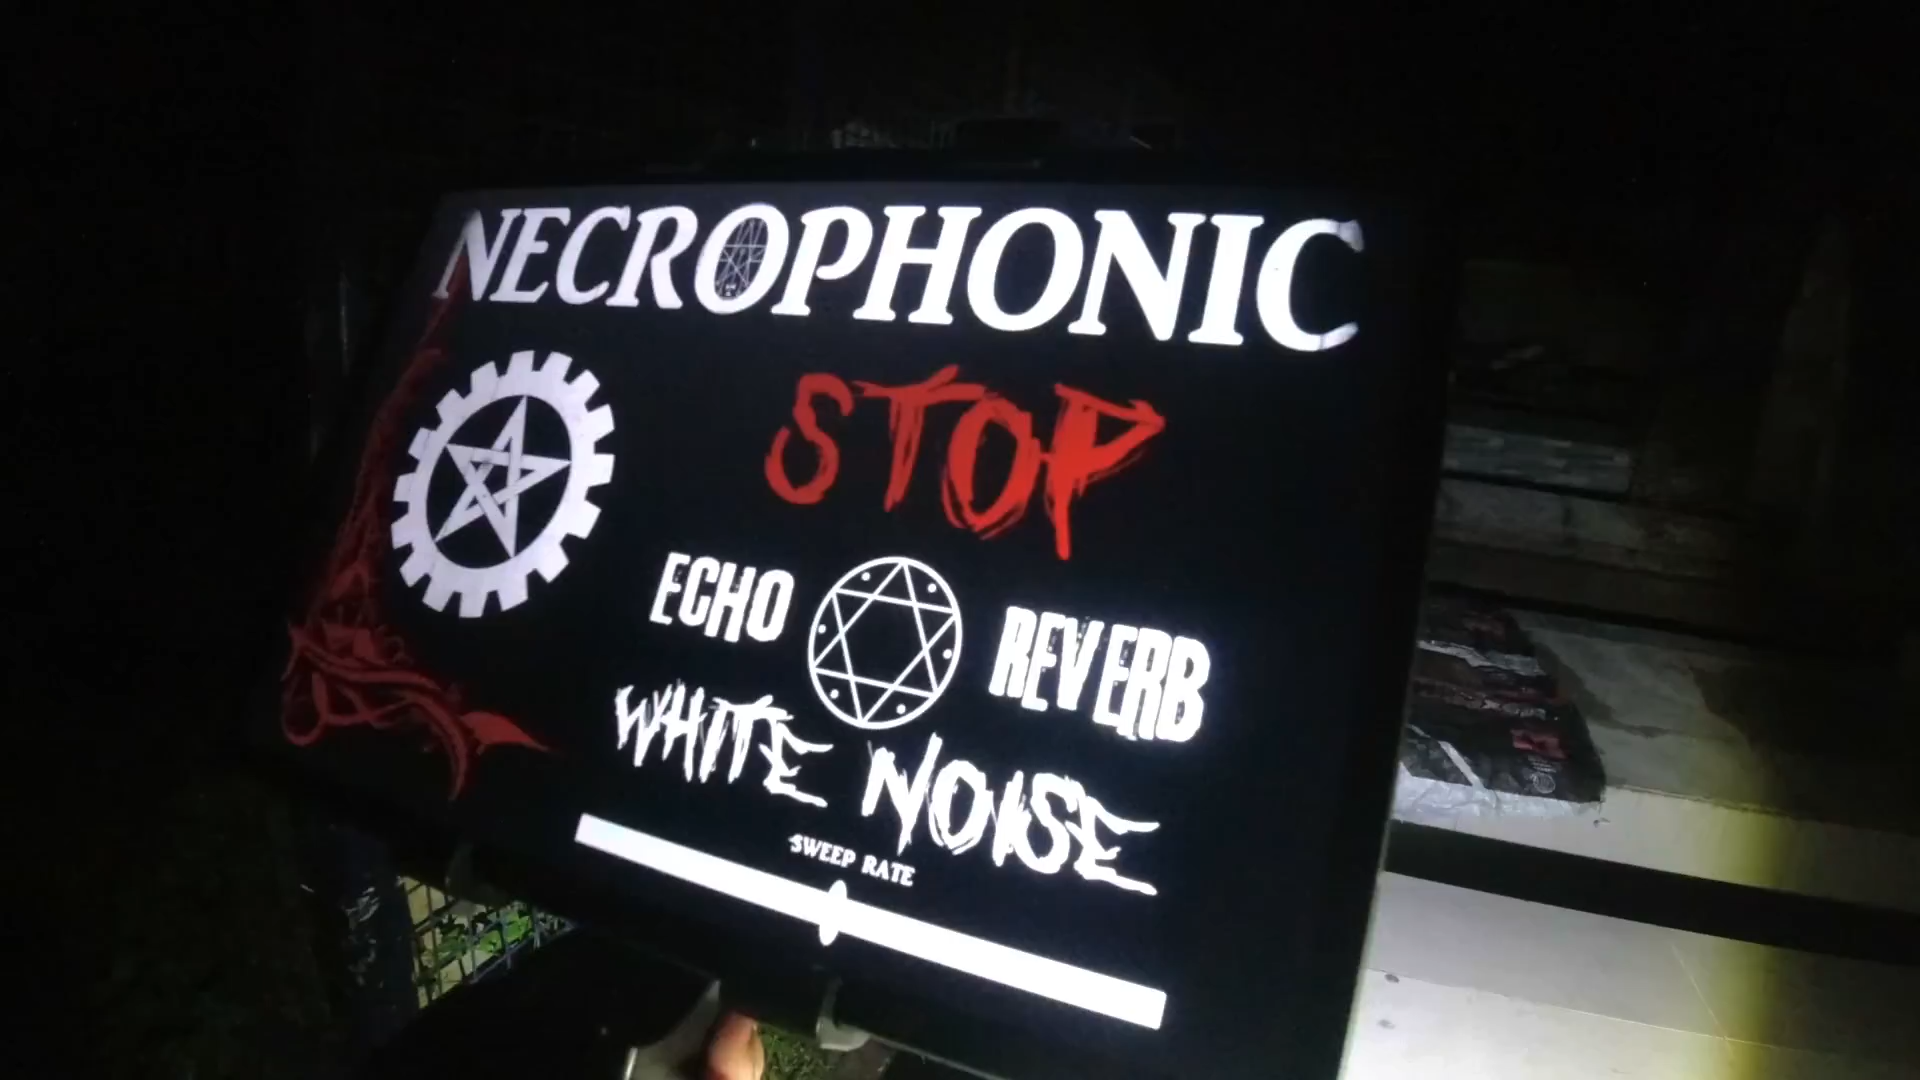 NECROPHONIC
STOP
ECHO
REVERB
WHITE NOISE
SWEEP RATE